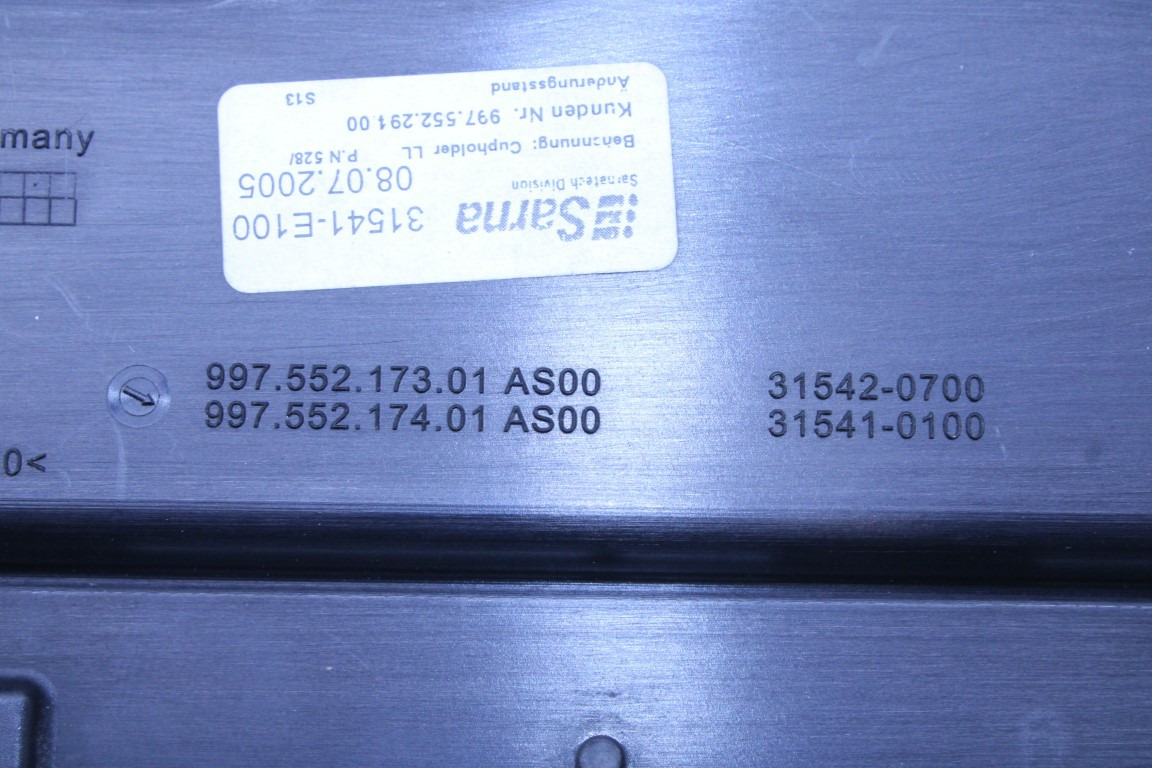 Sarna 31541-E100
Sarnatech Division 08.07.2005
Benennung: Cupholder LL P.N 528/
Kunden Nr. 997.552.291.00
Änderungsstand S13
many
997.552.173.01 AS00 31542-0700
997.552.174.01 AS00 31541-0100
0<